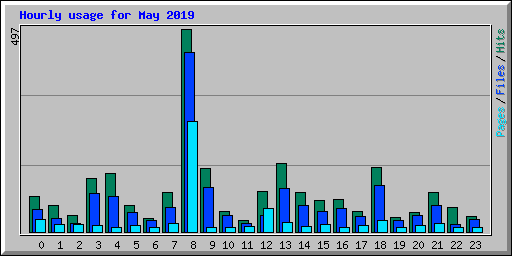 Hourly usage for May 2019
497
Pages/Files/Hits
0 1 2 3 4 5 6 7 8 9 10 11 12 13 14 15 16 17 18 19 20 21 22 23